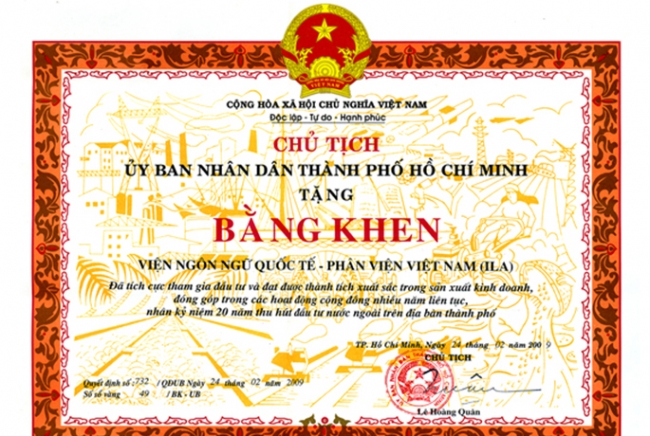 VIỆT NAM
CỘNG HÒA XÃ HỘI CHỦ NGHĨA VIỆT NAM
Độc lập - Tự do - Hạnh phúc
CHỦ TỊCH
ỦY BAN NHÂN DÂN THÀNH PHỐ HỒ CHÍ MINH
TẶNG
BẰNG KHEN
VIỆN NGÔN NGỮ QUỐC TẾ - PHÂN VIỆN VIỆT NAM (ILA)
Đã tích cực tham gia đầu tư và đạt được thành tích xuất sắc trong sản xuất kinh doanh,
đóng góp trong các hoạt động cộng đồng nhiều năm liên tục,
nhân kỷ niệm 20 năm thu hút đầu tư nước ngoài trên địa bàn thành phố
TP. Hồ Chí Minh, Ngày 24 tháng 02 năm 2009
CHỦ TỊCH
Quyết định số: 732 / QĐUB Ngày 24 tháng 02 năm 2009
Số sổ vàng : 49 / BK - UB
Lê Hoàng Quân